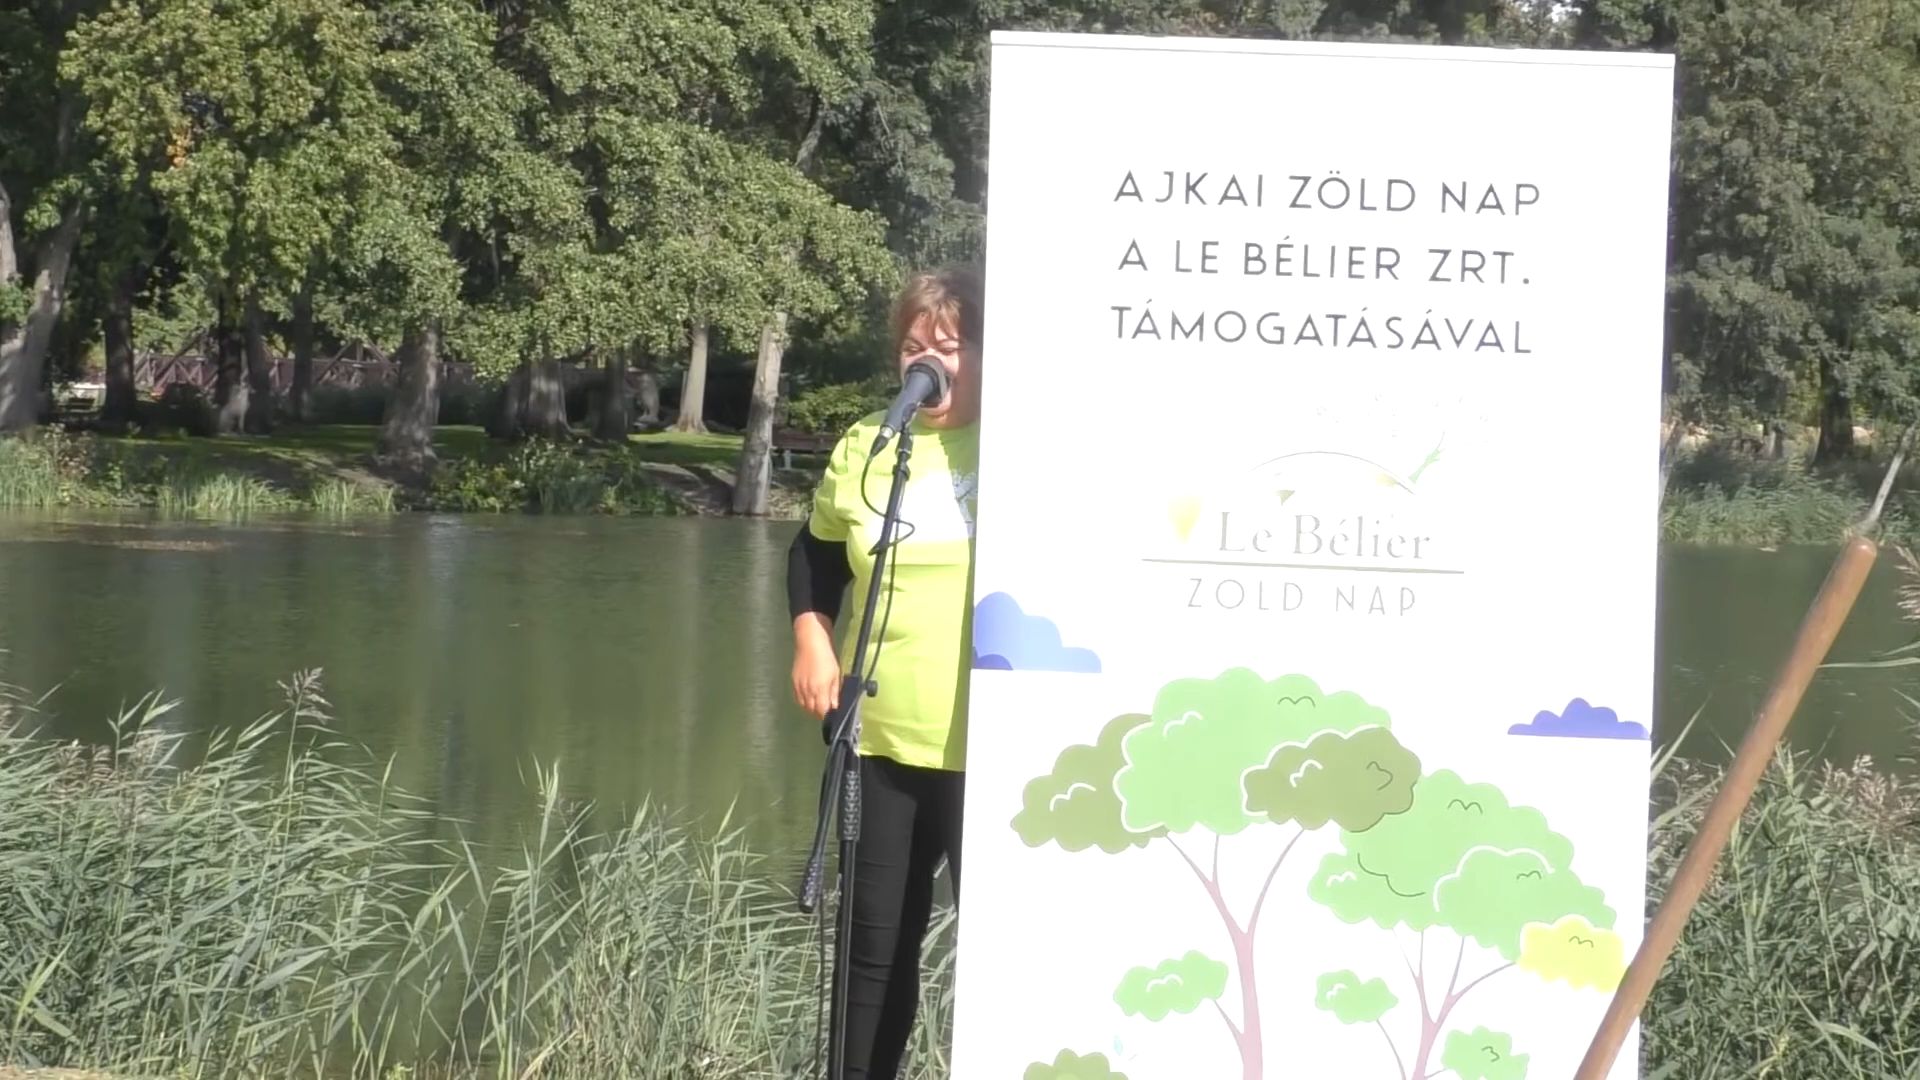 AJKAI ZÖLD NAP
A LE BÉLIER ZRT.
TÁMOGATÁSÁVAL
Le Bélier
ZÖLD NAP